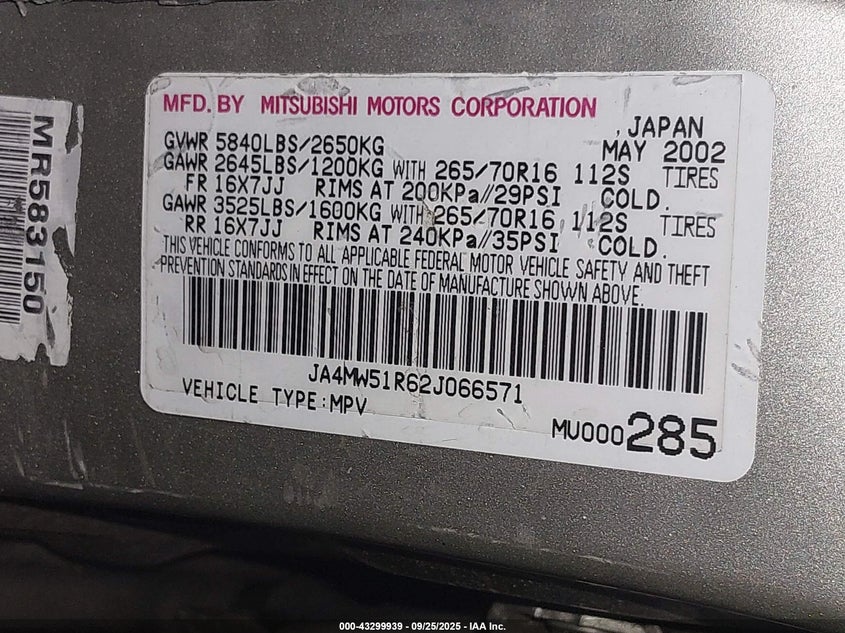 MR583150
MFD. BY MITSUBISHI MOTORS CORPORATION
, JAPAN
GVWR 5840LBS/2650KG MAY 2002
GAWR 2645LBS/1200KG WITH 265/70R16 112S TIRES
FR 16X7JJ RIMS AT 200KPa//29PSI COLD.
GAWR 3525LBS/1600KG WITH 265/70R16 112S TIRES
RR 16X7JJ RIMS AT 240KPa//35PSI COLD.
THIS VEHICLE CONFORMS TO ALL APPLICABLE FEDERAL MOTOR VEHICLE SAFETY AND THEFT
PREVENTION STANDARDS IN EFFECT ON THE DATE OF MANUFACTURE SHOWN ABOVE.
JA4MW51R62J066571
VEHICLE TYPE:MPV
MU000285
000-43299939 - 09/25/2025 - IAA Inc.